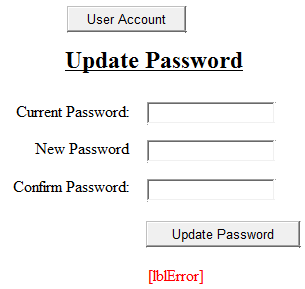 User Account
Update Password
Current Password:
New Password
Confirm Password:
Update Password
[lblError]